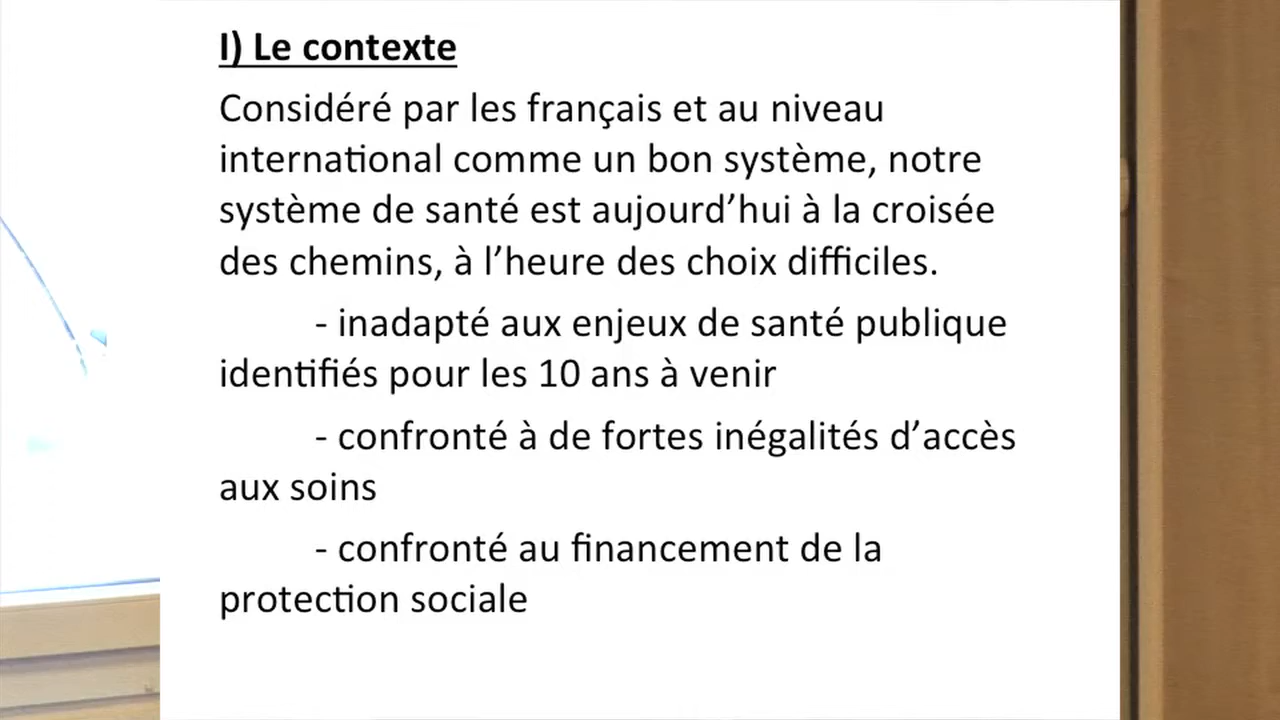 I) Le contexte
Considéré par les français et au niveau
international comme un bon système, notre
système de santé est aujourd’hui à la croisée
des chemins, à l’heure des choix difficiles.
- inadapté aux enjeux de santé publique
identifiés pour les 10 ans à venir
- confronté à de fortes inégalités d’accès
aux soins
- confronté au financement de la
protection sociale